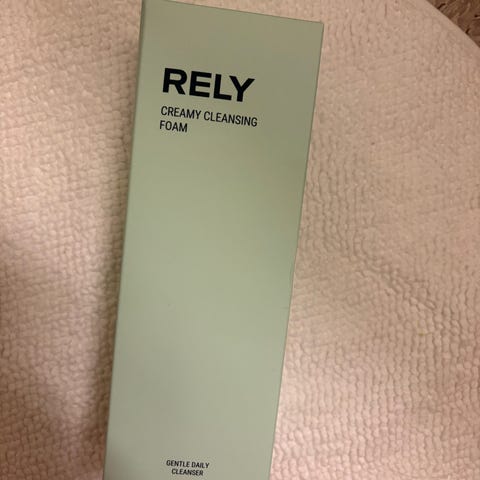 RELY
CREAMY CLEANSING
FOAM
GENTLE DAILY
CLEANSER